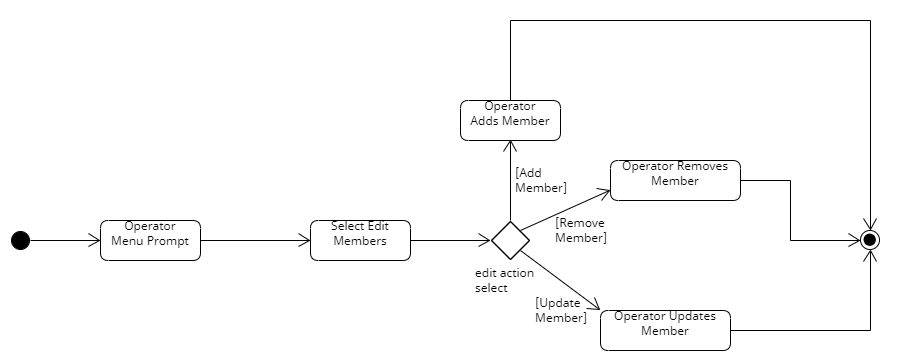 Operator
Adds Member
[Add
Member]
Operator Removes
Member
[Remove
Member]
Operator
Menu Prompt
Select Edit
Members
edit action
select
[Update
Member]
Operator Updates
Member